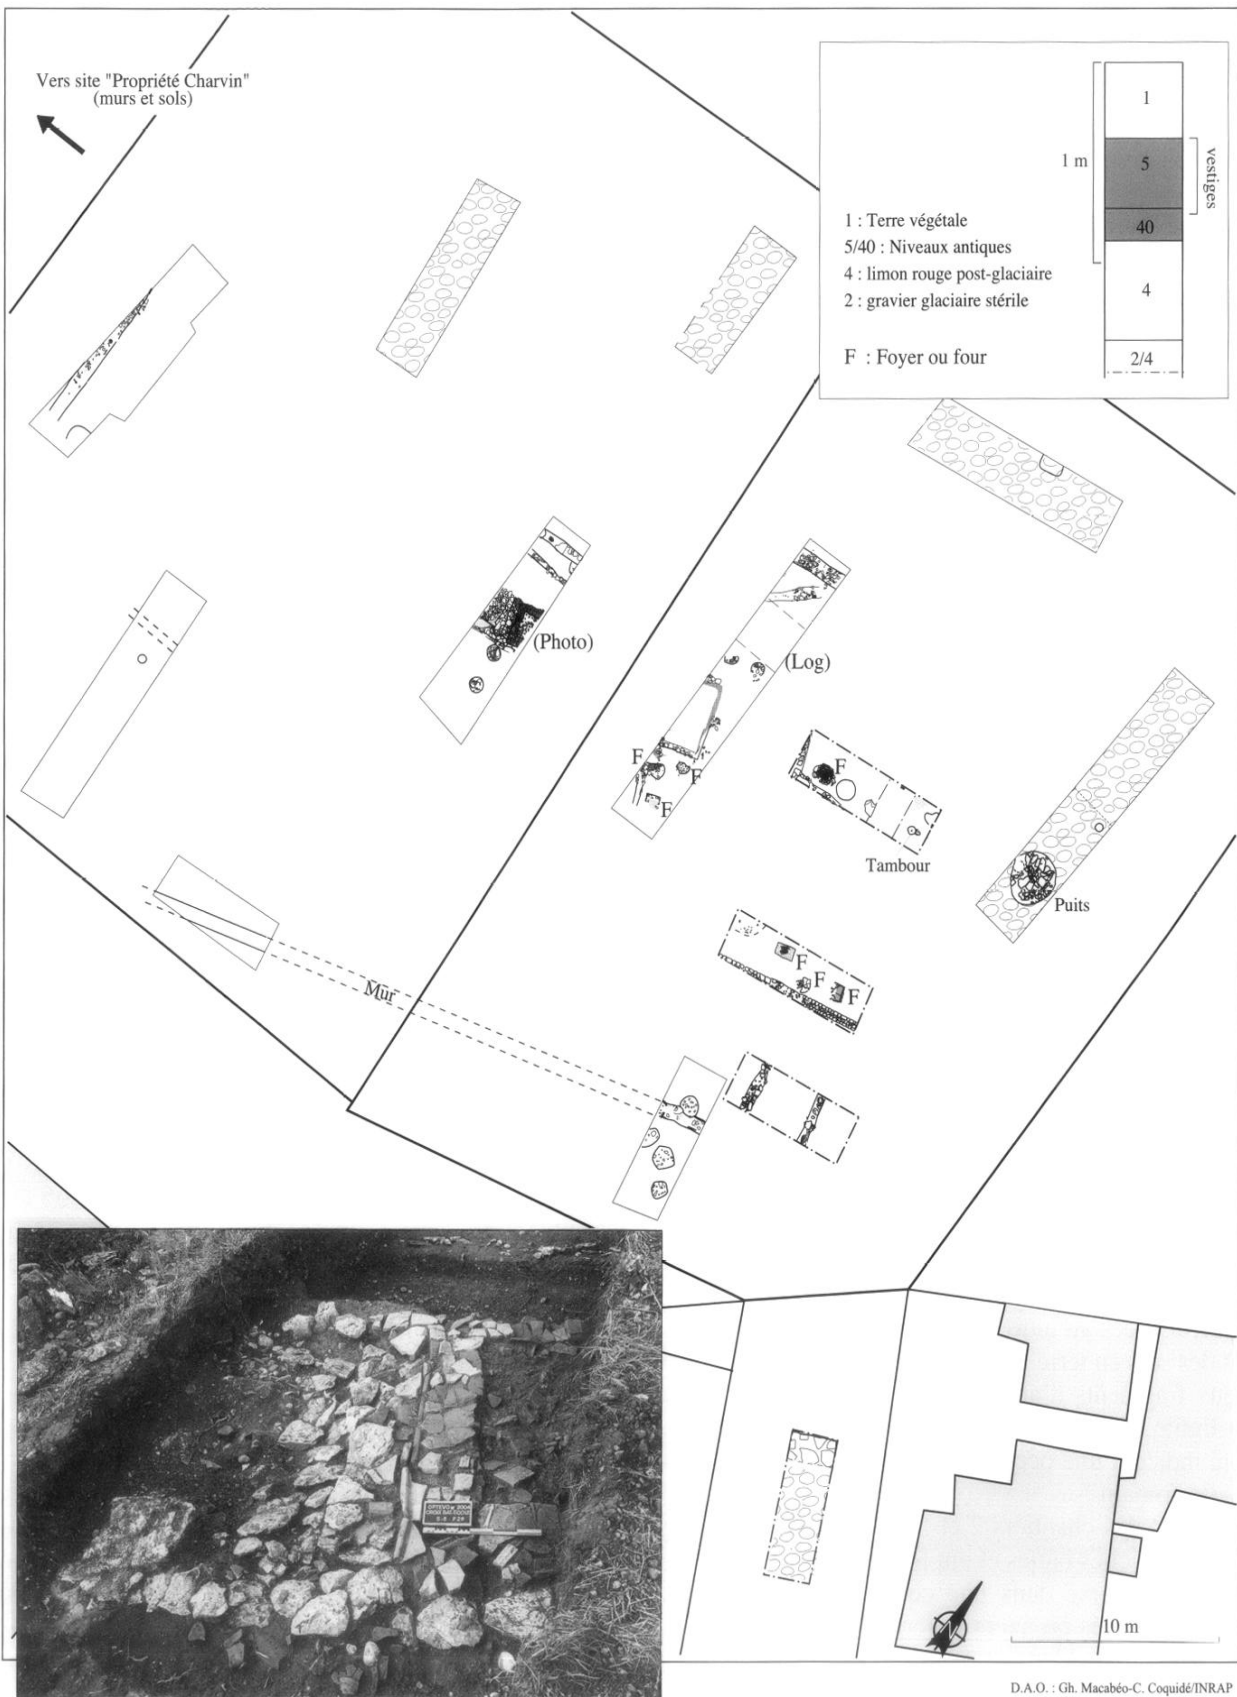 Vers site "Propriété Charvin"
(murs et sols)
1
1 m
5
vestiges
40
4
2/4
1 : Terre végétale
5/40 : Niveaux antiques
4 : limon rouge post-glaciaire
2 : gravier glaciaire stérile
F : Foyer ou four
(Photo)
(Log)
F
F
F
F
Tambour
Puits
F
F
F
Mur
OPTEVOZ 2004
N
10 m
D.A.O. : Gh. Macabéo-C. Coquidé/INRAP